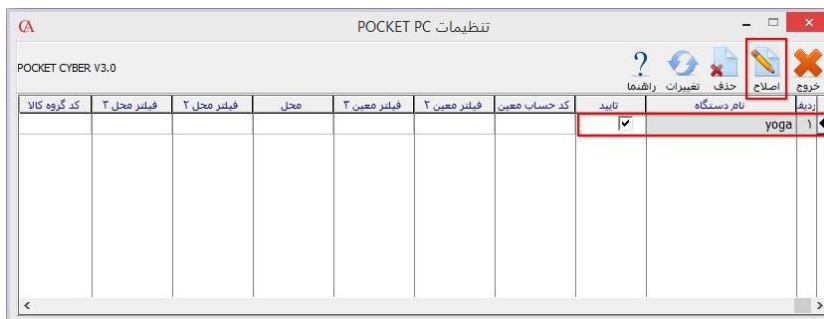 تنظیمات POCKET PC
POCKET CYBER V3.0
خروج
اصلاح
حذف
تغییرات
راهنما
?
ردیف نام دستگاه تایید کد حساب معین فیلتر معین ۲ فیلتر معین ۳ محل فیلتر محل ۲ فیلتر محل ۳ کد گروه کالا
۱ yoga